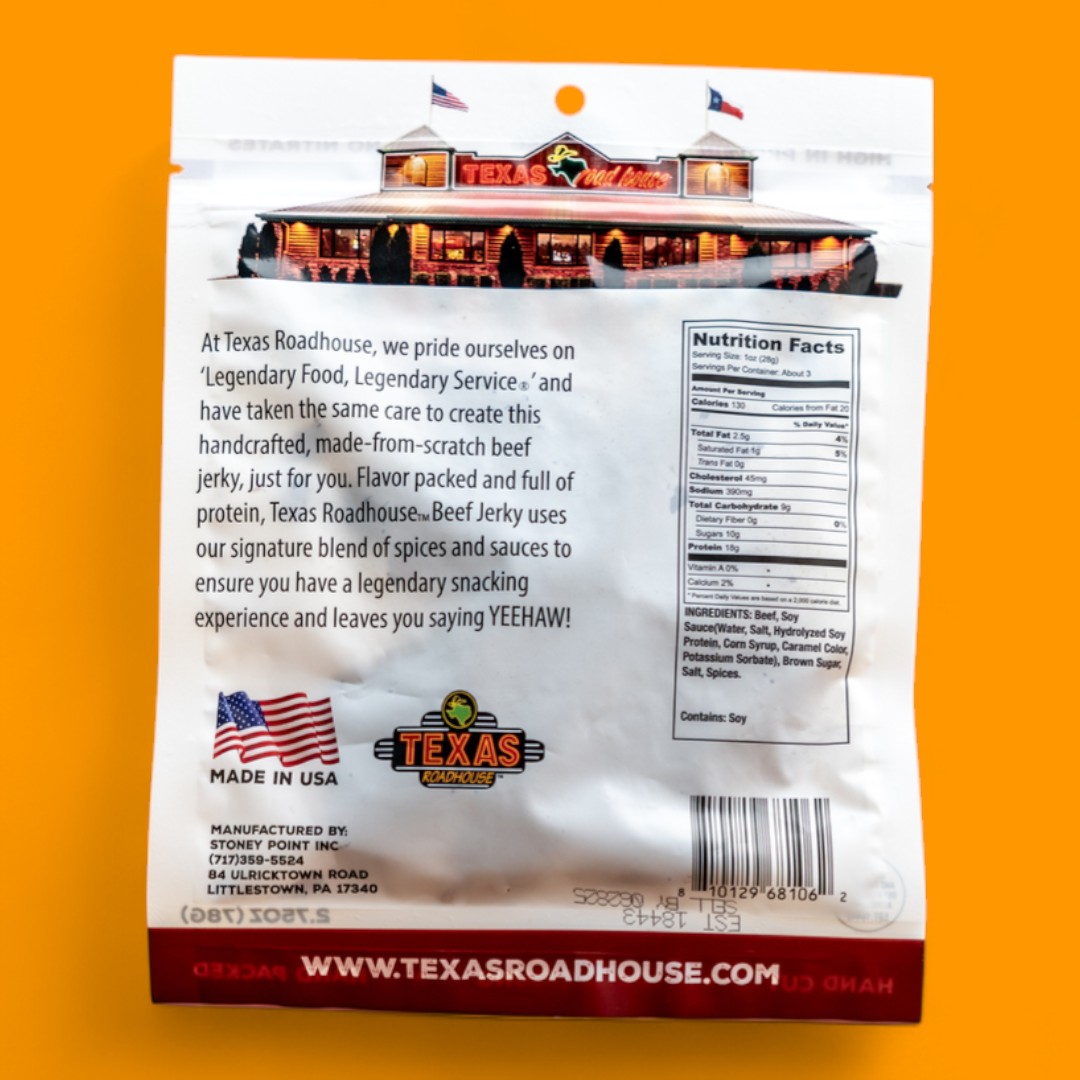 TEXAS road house
At Texas Roadhouse, we pride ourselves on
‘Legendary Food, Legendary Service®’ and
have taken the same care to create this
handcrafted, made-from-scratch beef
jerky, just for you. Flavor packed and full of
protein, Texas Roadhouse™ Beef Jerky uses
our signature blend of spices and sauces to
ensure you have a legendary snacking
experience and leaves you saying YEEHAW!
MADE IN USA
TEXAS
ROADHOUSE™
MANUFACTURED BY:
STONEY POINT INC
(717)359-5524
84 ULRICKTOWN ROAD
LITTLESTOWN, PA 17340
Nutrition Facts
Serving Size: 1oz (28g)
Servings Per Container: About 3
Amount Per Serving
Calories 130 Calories from Fat 20
% Daily Value*
Total Fat 2.5g 4%
Saturated Fat 1g 5%
Trans Fat 0g
Cholesterol 45mg
Sodium 390mg
Total Carbohydrate 9g
Dietary Fiber 0g 0%
Sugars 10g
Protein 18g
Vitamin A 0% •
Calcium 2% •
* Percent Daily Values are based on a 2,000 calorie diet.
INGREDIENTS: Beef, Soy
Sauce(Water, Salt, Hydrolyzed Soy
Protein, Corn Syrup, Caramel Color,
Potassium Sorbate), Brown Sugar,
Salt, Spices.
Contains: Soy
8 10129 68106 2
SELL BY 060825
EST 18443
2.75OZ (78G)
WWW.TEXASROADHOUSE.COM